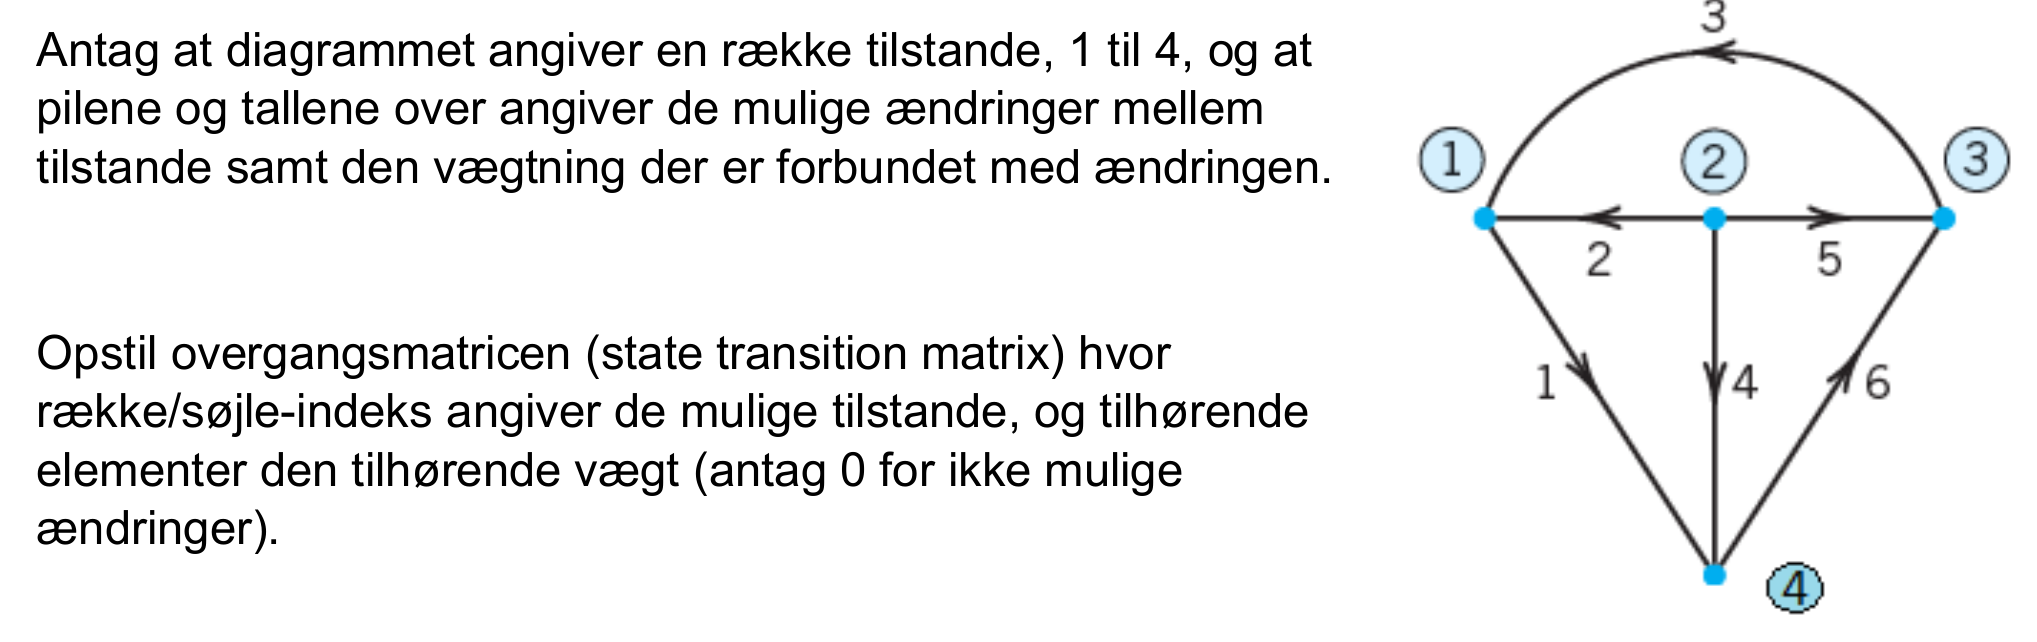 Antag at diagrammet angiver en række tilstande, 1 til 4, og at
pilene og tallene over angiver de mulige ændringer mellem
tilstande samt den vægtning der er forbundet med ændringen.
Opstil overgangsmatricen (state transition matrix) hvor
række/søjle-indeks angiver de mulige tilstande, og tilhørende
elementer den tilhørende vægt (antag 0 for ikke mulige
ændringer).
3
1 2 3
2 5
1 4 6
4